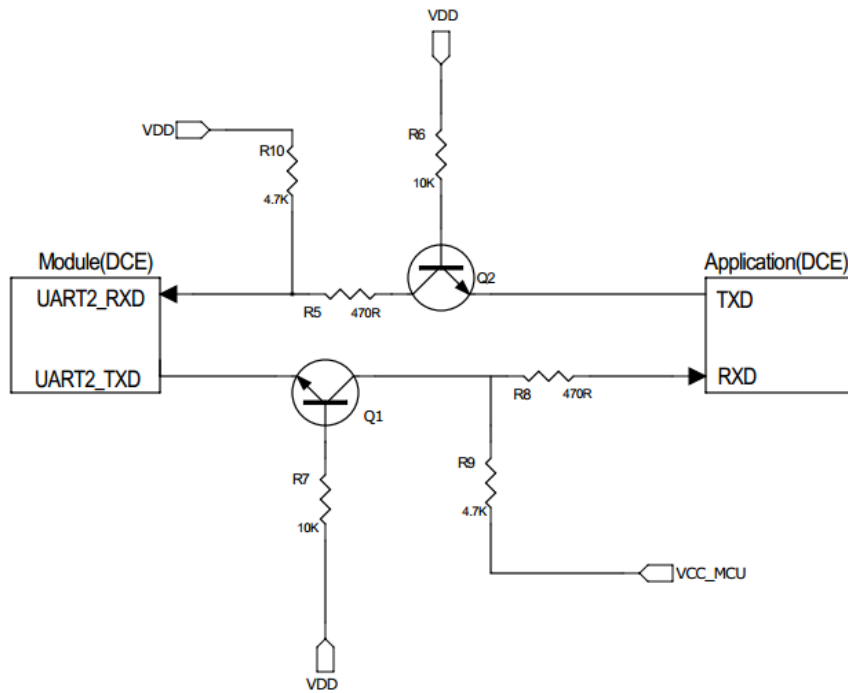 VDD
VDD
R10
4.7K
R6
10K
Module(DCE)
Q2
Application(DCE)
UART2_RXD
R5
470R
TXD
UART2_TXD
Q1
R8
470R
RXD
R7
10K
R9
4.7K
VCC_MCU
VDD